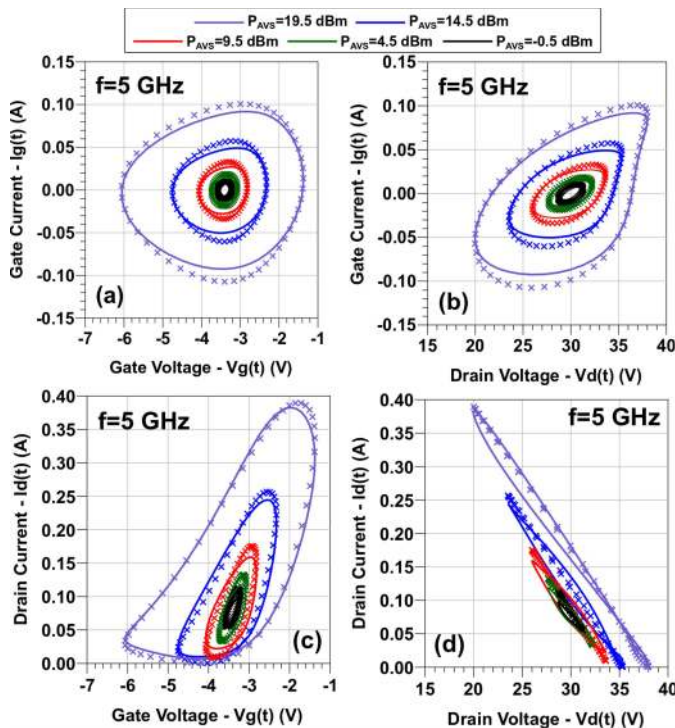 P_AVS=19.5 dBm P_AVS=14.5 dBm
P_AVS=9.5 dBm P_AVS=4.5 dBm P_AVS=-0.5 dBm
f=5 GHz
Gate Current - Ig(t) (A)
0.15
0.10
0.05
0.00
-0.05
-0.10
-0.15
(a)
-7 -6 -5 -4 -3 -2 -1
Gate Voltage - Vg(t) (V)
f=5 GHz
Gate Current - Ig(t) (A)
0.15
0.10
0.05
0.00
-0.05
-0.10
-0.15
(b)
15 20 25 30 35 40
Drain Voltage - Vd(t) (V)
f=5 GHz
Drain Current - Id(t) (A)
0.40
0.35
0.30
0.25
0.20
0.15
0.10
0.05
0.00
(c)
-7 -6 -5 -4 -3 -2 -1
Gate Voltage - Vg(t) (V)
f=5 GHz
Drain Current - Id(t) (A)
0.40
0.35
0.30
0.25
0.20
0.15
0.10
0.05
0.00
(d)
15 20 25 30 35 40
Drain Voltage - Vd(t) (V)